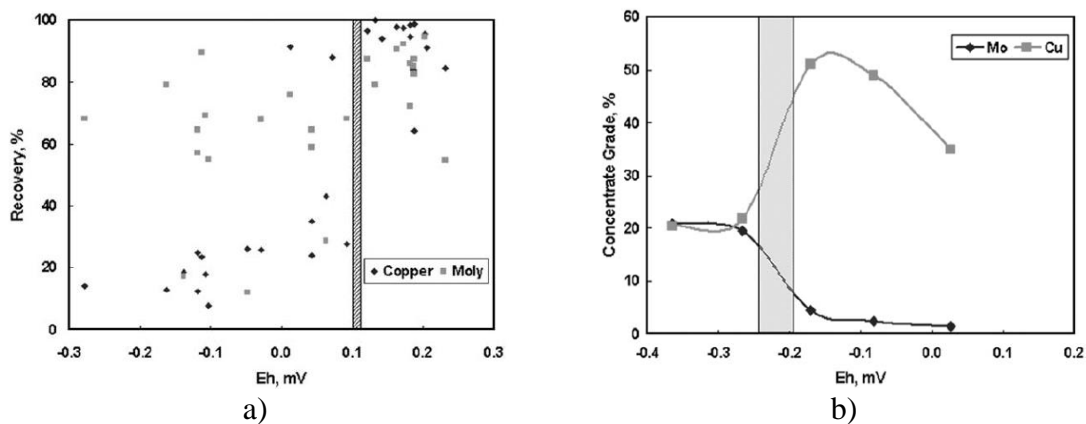 Recovery, %
100
80
60
40
20
0
Copper Moly
-0.3 -0.2 -0.1 0.0 0.1 0.2 0.3
Eh, mV
a)
Concentrate Grade, %
60
50
40
30
20
10
0
Mo Cu
-0.4 -0.3 -0.2 -0.1 0.0 0.1 0.2
Eh, mV
b)